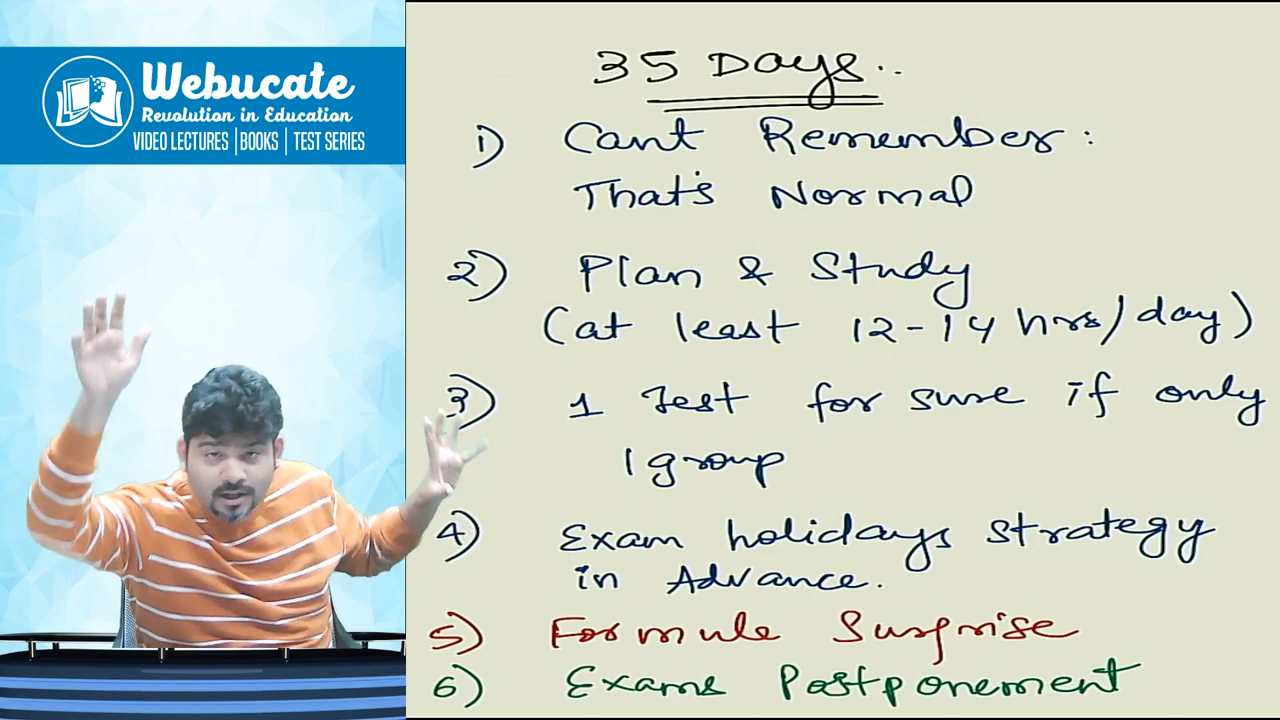 Webucate
Revolution in Education
VIDEO LECTURES | BOOKS | TEST SERIES
35 Days..
1) Cant Remember:
That's Normal
2) Plan & Study
(at least 12-14 hrs/day)
3) 1 Test for sure if only
1 group
4) Exam holidays strategy
in Advance.
5) Formule Surprise
6) Exams Postponement